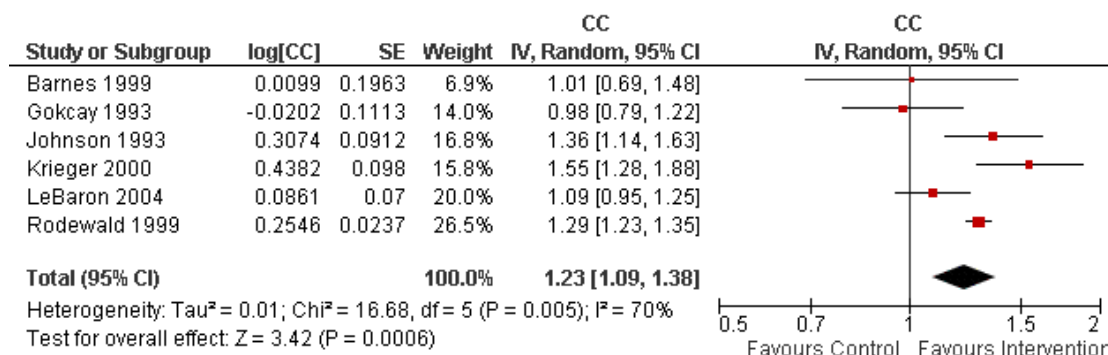 CC CC
Study or Subgroup log[CC] SE Weight IV, Random, 95% CI IV, Random, 95% CI
Barnes 1999 0.0099 0.1963 6.9% 1.01 [0.69, 1.48]
Gokcay 1993 -0.0202 0.1113 14.0% 0.98 [0.79, 1.22]
Johnson 1993 0.3074 0.0912 16.8% 1.36 [1.14, 1.63]
Krieger 2000 0.4382 0.098 15.8% 1.55 [1.28, 1.88]
LeBaron 2004 0.0861 0.07 20.0% 1.09 [0.95, 1.25]
Rodewald 1999 0.2546 0.0237 26.5% 1.29 [1.23, 1.35]
Total (95% CI) 100.0% 1.23 [1.09, 1.38]
Heterogeneity: Tau² = 0.01; Chi² = 16.68, df = 5 (P = 0.005); I² = 70%
Test for overall effect: Z = 3.42 (P = 0.0006)
0.5 0.7 1 1.5 2
Favours Control Favours Intervention